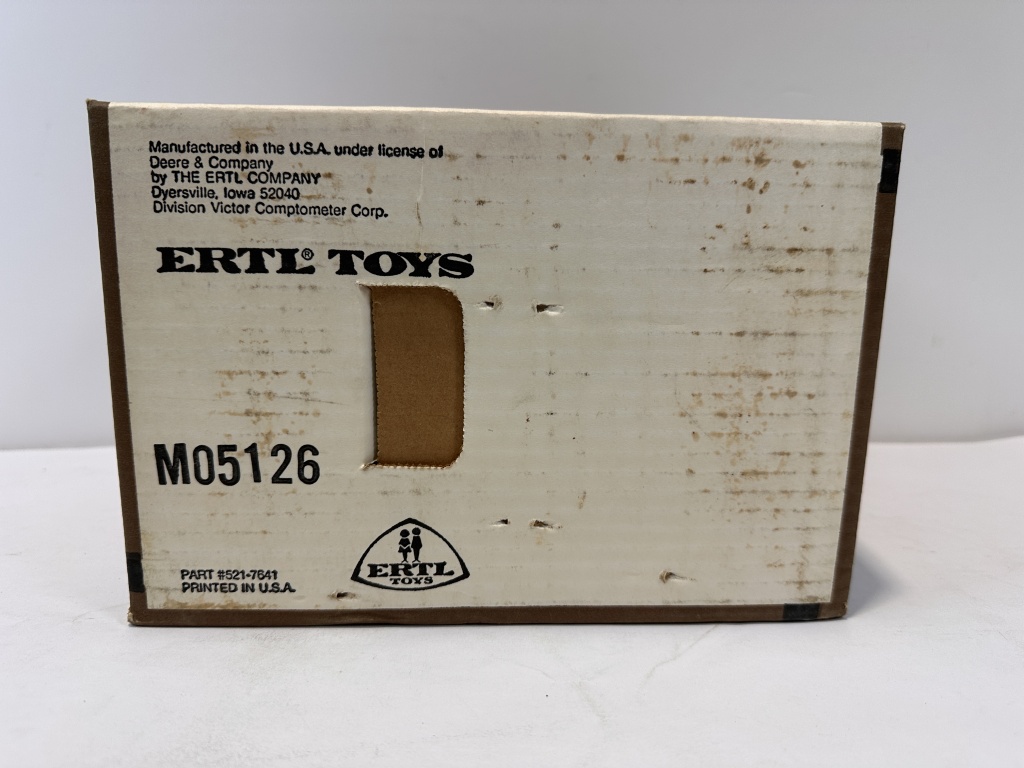 Manufactured in the U.S.A. under license of
Deere & Company
by THE ERTL COMPANY
Dyersville, Iowa 52040
Division Victor Comptometer Corp.
ERTL® TOYS
M05126
ERTL
TOYS
PART #521-7641
PRINTED IN U.S.A.